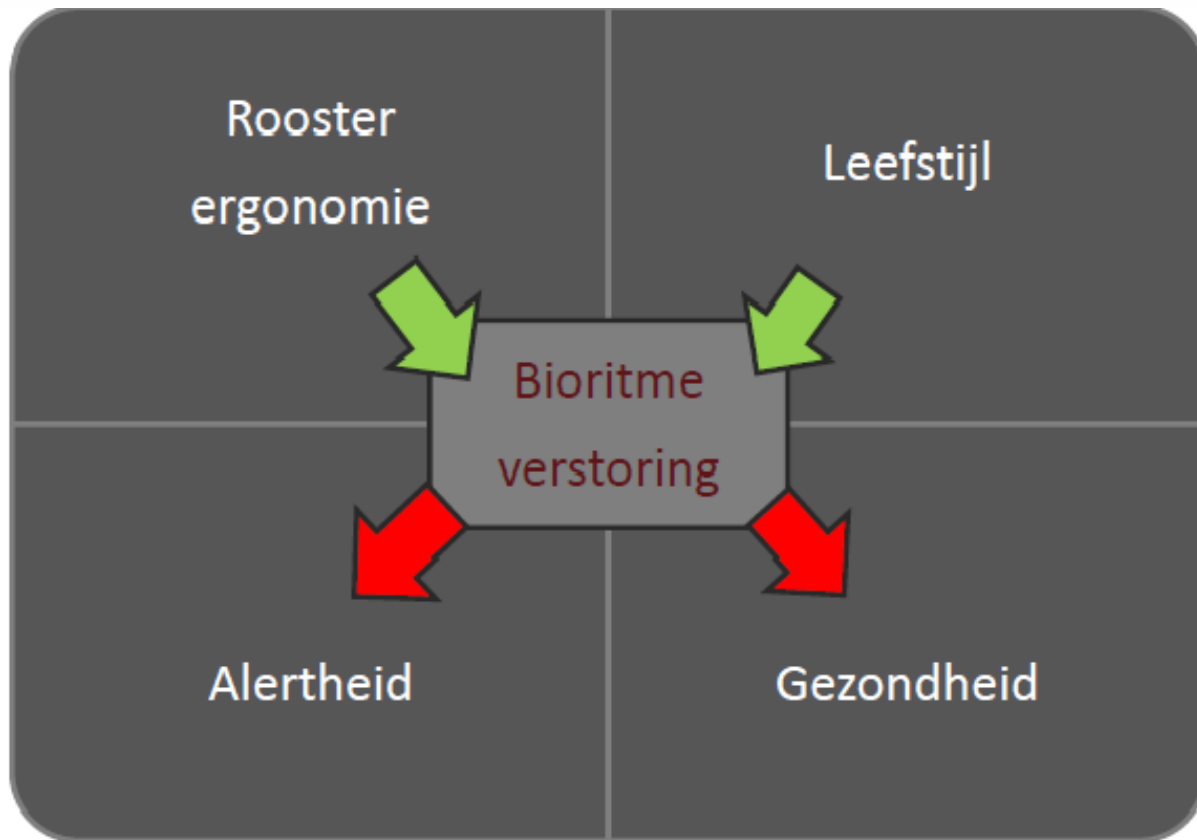 Rooster
ergonomie
Leefstijl
Bioritme
verstoring
Alertheid
Gezondheid